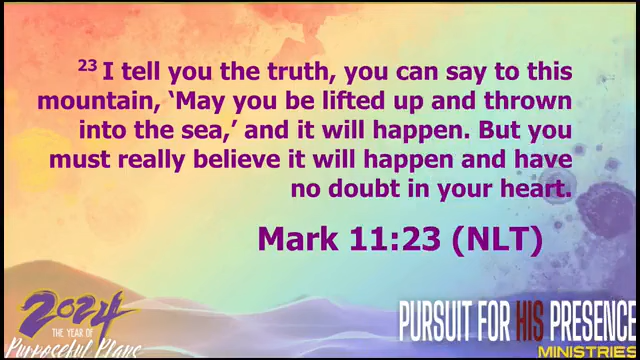 23 I tell you the truth, you can say to this
mountain, ‘May you be lifted up and thrown
into the sea,’ and it will happen. But you
must really believe it will happen and have
no doubt in your heart.
Mark 11:23 (NLT)
2024
THE YEAR OF
Purposeful Plans
PURSUIT FOR HIS PRESENCE
MINISTRIES